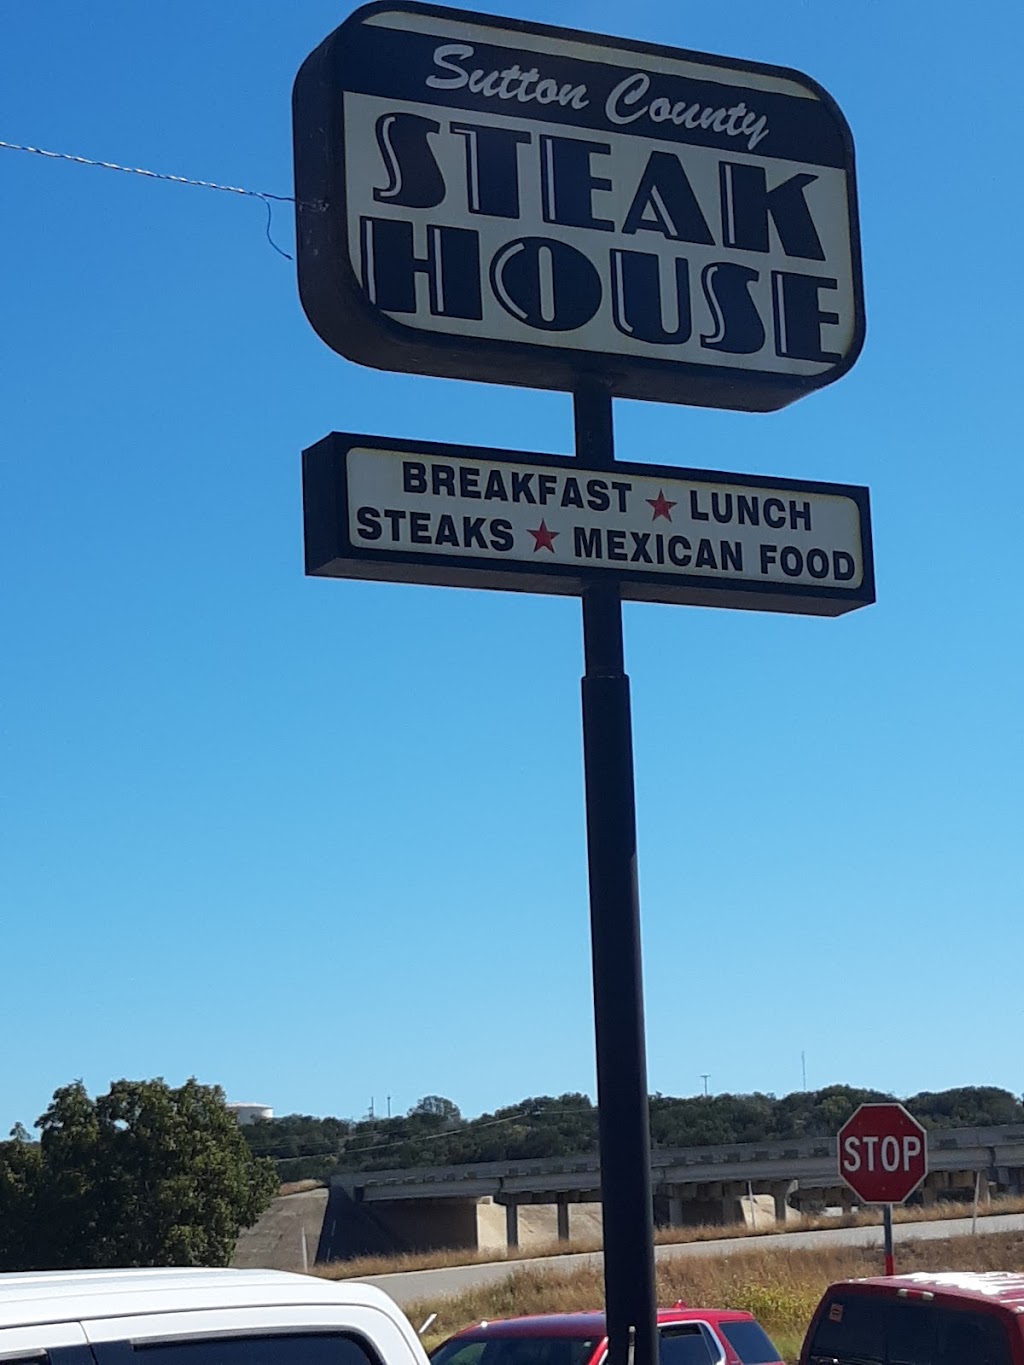 Sutton County
STEAK
HOUSE
BREAKFAST ★ LUNCH
STEAKS ★ MEXICAN FOOD
STOP